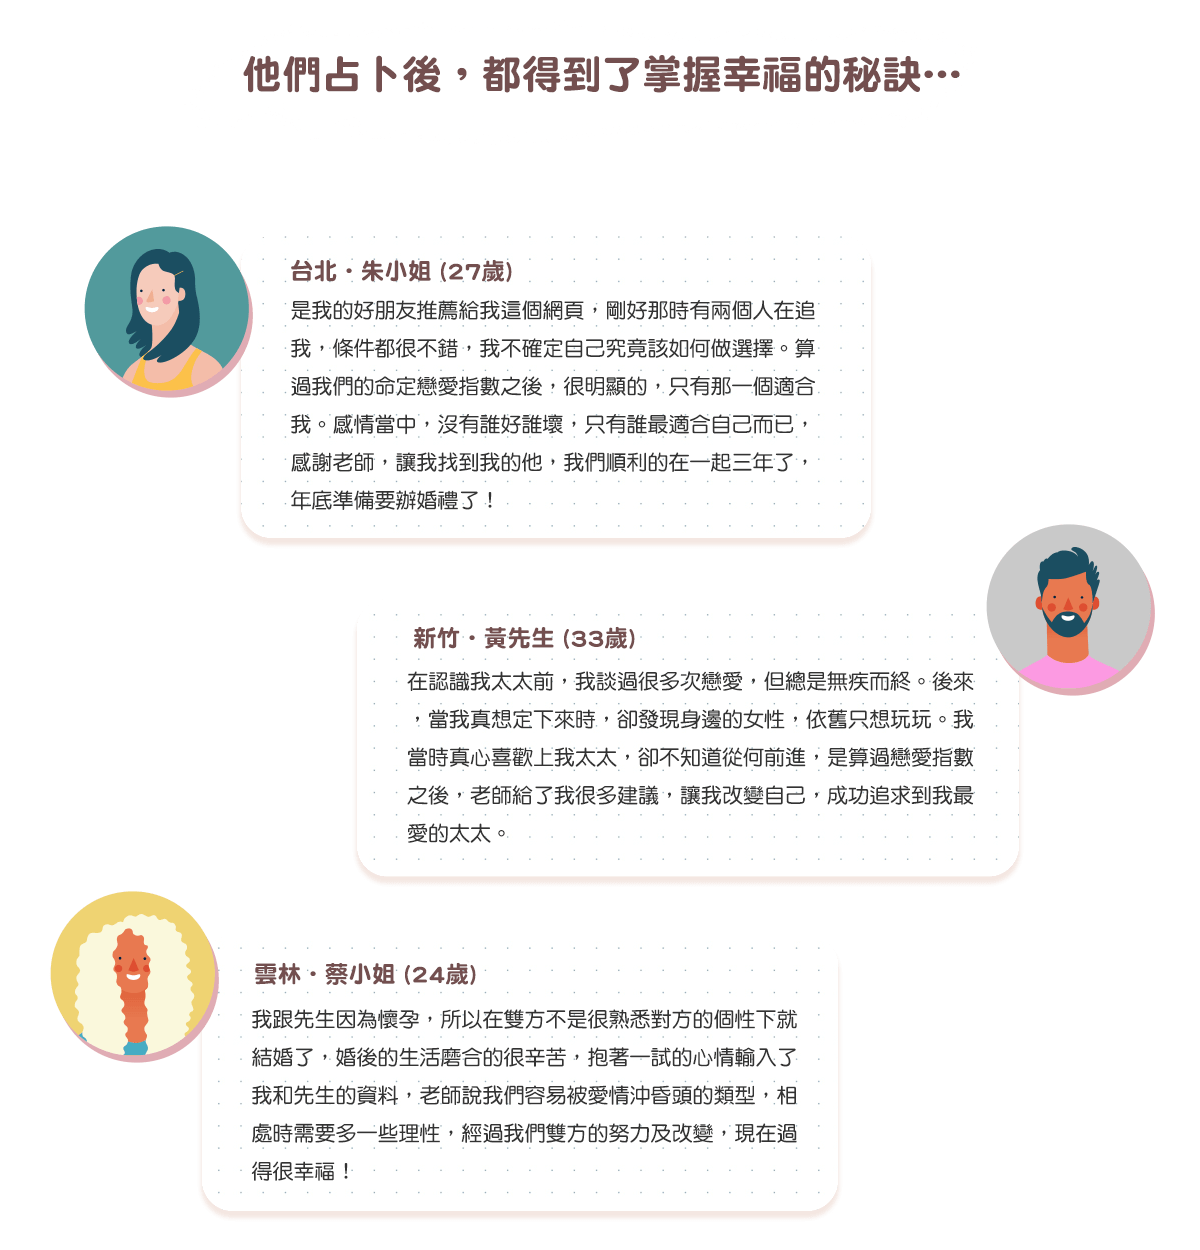 他們占卜後，都得到了掌握幸福的秘訣…
台北・朱小姐 (27歲)
是我的好朋友推薦給我這個網頁，剛好那時有兩個人在追
我，條件都很不錯，我不確定自己究竟該如何做選擇。算
過我們的命定戀愛指數之後，很明顯的，只有那一個適合
我。感情當中，沒有誰好誰壞，只有誰最適合自己而已，
感謝老師，讓我找到我的他，我們順利的在一起三年了，
年底準備要辦婚禮了！
新竹・黃先生 (33歲)
在認識我太太前，我談過很多次戀愛，但總是無疾而終。後來
，當我真想定下來時，卻發現身邊的女性，依舊只想玩玩。我
當時真心喜歡上我太太，卻不知道從何前進，是算過戀愛指數
之後，老師給了我很多建議，讓我改變自己，成功追求到我最
愛的太太。
雲林・蔡小姐 (24歲)
我跟先生因為懷孕，所以在雙方不是很熟悉對方的個性下就
結婚了，婚後的生活磨合的很辛苦，抱著一試的心情輸入了
我和先生的資料，老師說我們容易被愛情沖昏頭的類型，相
處時需要多一些理性，經過我們雙方的努力及改變，現在過
得很幸福！